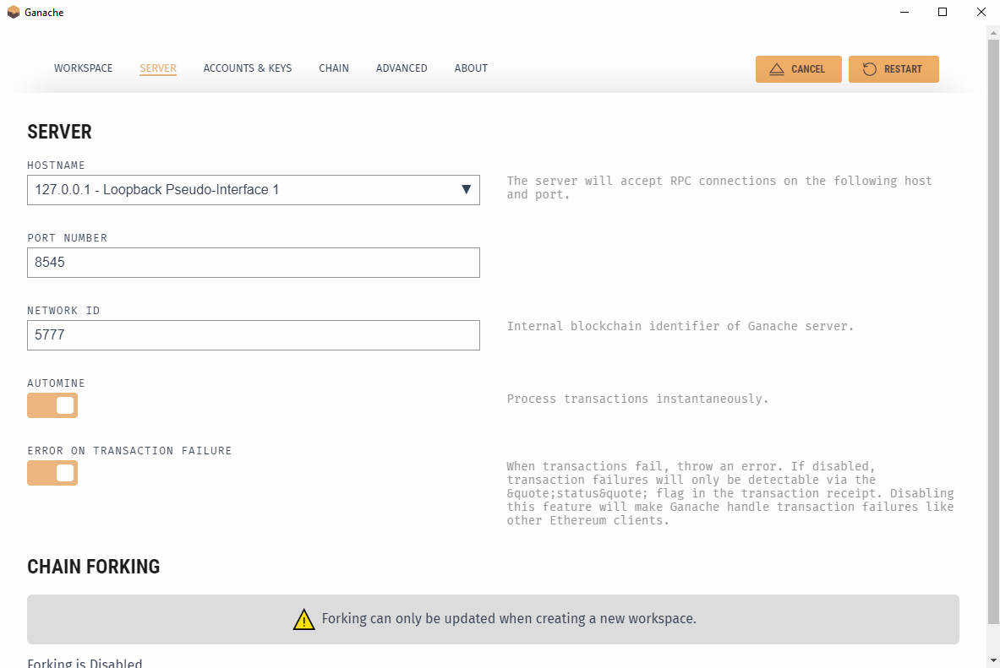 Ganache
WORKSPACE SERVER ACCOUNTS & KEYS CHAIN ADVANCED ABOUT CANCEL RESTART
SERVER
HOSTNAME
127.0.0.1 - Loopback Pseudo-Interface 1
The server will accept RPC connections on the following host
and port.
PORT NUMBER
8545
NETWORK ID
5777
Internal blockchain identifier of Ganache server.
AUTOMINE
Process transactions instantaneously.
ERROR ON TRANSACTION FAILURE
When transactions fail, throw an error. If disabled,
transaction failures will only be detectable via the
&quote;status&quote; flag in the transaction receipt. Disabling
this feature will make Ganache handle transaction failures like
other Ethereum clients.
CHAIN FORKING
Forking can only be updated when creating a new workspace.
Forking is Disabled